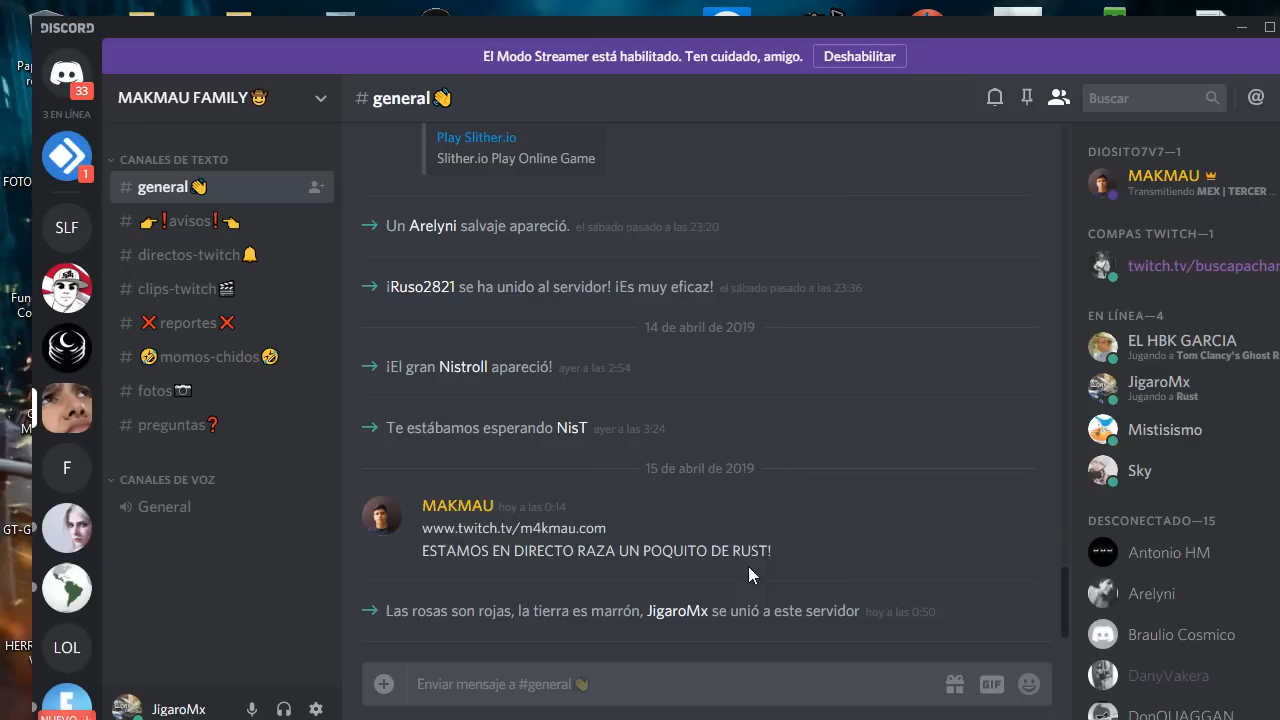 DISCORD
El Modo Streamer está habilitado. Ten cuidado, amigo.
Deshabilitar
33
3 EN LÍNEA
1
SLF
F
LOL
NUEVO
FOTO
GT-G
HERR
MAKMAU FAMILY🤠
CANALES DE TEXTO
# general👋
# 👉❗avisos❗👈
# directos-twitch🔔
# clips-twitch🎬
# ❌reportes❌
# 🤣momos-chidos🤣
# fotos📷
# preguntas❓
CANALES DE VOZ
General
JigaroMx
# general👋
Buscar
Play Slither.io
Slither.io Play Online Game
Un Arelyni salvaje apareció. el sábado pasado a las 23:20
¡Ruso2821 se ha unido al servidor! ¡Es muy eficaz! el sábado pasado a las 23:36
14 de abril de 2019
¡El gran Nistroll apareció! ayer a las 2:54
Te estábamos esperando NisT ayer a las 3:24
15 de abril de 2019
MAKMAU hoy a las 0:14
www.twitch.tv/m4kmau.com
ESTAMOS EN DIRECTO RAZA UN POQUITO DE RUST!
Las rosas son rojas, la tierra es marrón, JigaroMx se unió a este servidor hoy a las 0:50
Enviar mensaje a #general👋
GIF
DIOSITO7V7—1
MAKMAU
Transmitiendo MEX | TERCER ...
COMPAS TWITCH—1
twitch.tv/buscapachar
EN LÍNEA—4
EL HBK GARCIA
Jugando a Tom Clancy's Ghost R
JigaroMx
Jugando a Rust
Mistisismo
Sky
DESCONECTADO—15
Antonio HM
Arelyni
Braulio Cosmico
DanyVakera
DonQUAGGAN